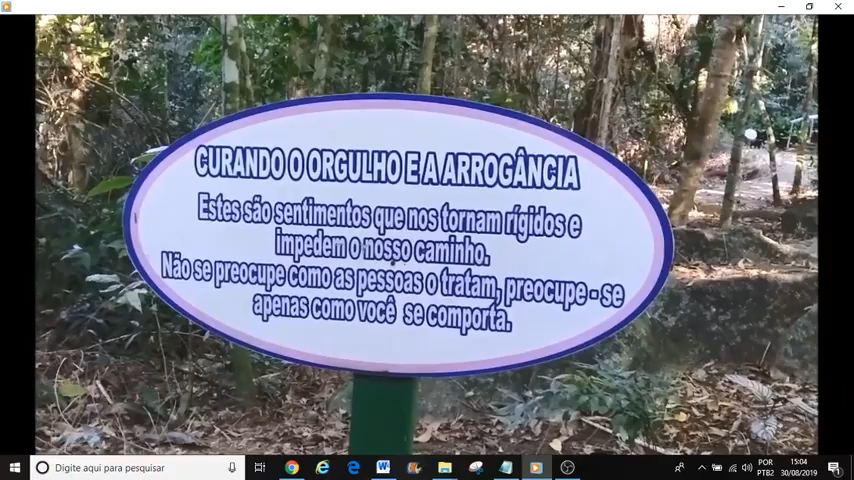 CURANDO O ORGULHO E A ARROGÂNCIA
Estes são sentimentos que nos tornam rígidos e
impedem o nosso caminho.
Não se preocupe como as pessoas o tratam, preocupe - se
apenas como você se comporta.
Digite aqui para pesquisar
POR
PTB2
15:04
30/08/2019
1